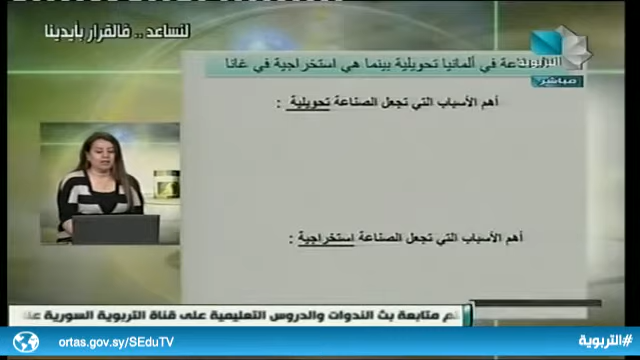 لنساعد .. فالقرار بأيدينا
التربوية
مباشر
في ألمانيا تحويلية بينما هي استخراجية في غانا
أهم الأسباب التي تجعل الصناعة تحويلية :
أهم الأسباب التي تجعل الصناعة استخراجية :
متابعة بث الندوات والدروس التعليمية على قناة التربوية السورية
ortas.gov.sy/SEduTV
#التربوية